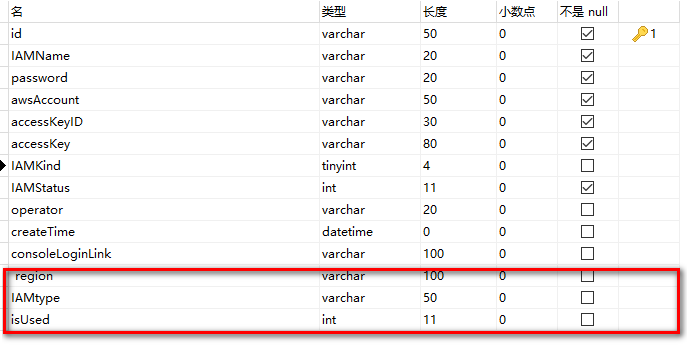 名 类型 长度 小数点 不是 null
id varchar 50 0 1
IAMName varchar 20 0
password varchar 20 0
awsAccount varchar 50 0
accessKeyID varchar 30 0
accessKey varchar 80 0
IAMKind tinyint 4 0
IAMStatus int 11 0
operator varchar 20 0
createTime datetime 0 0
consoleLoginLink varchar 100 0
region varchar 100 0
IAMtype varchar 50 0
isUsed int 11 0